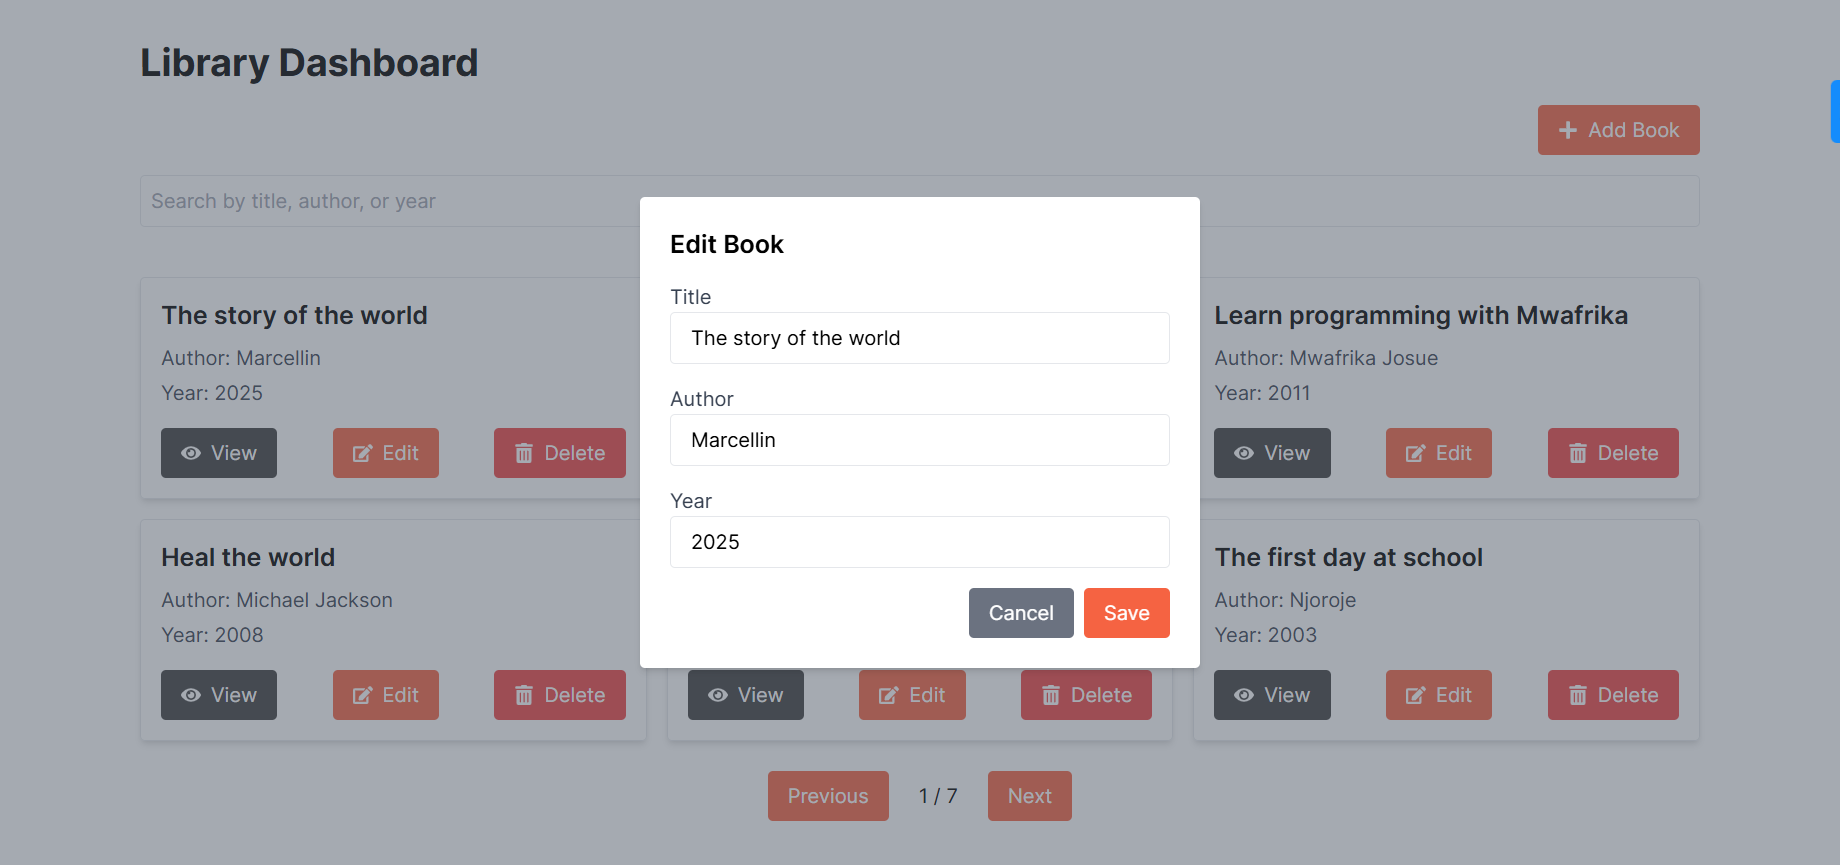 Library Dashboard
Add Book
Search by title, author, or year
The story of the world
Author: Marcellin
Year: 2025
View Edit Delete
Edit Book
Title
The story of the world
Author
Marcellin
Year
2025
Cancel Save
Learn programming with Mwafrika
Author: Mwafrika Josue
Year: 2011
View Edit Delete
Heal the world
Author: Michael Jackson
Year: 2008
View Edit Delete
View Edit Delete
The first day at school
Author: Njoroje
Year: 2003
View Edit Delete
Previous 1 / 7 Next